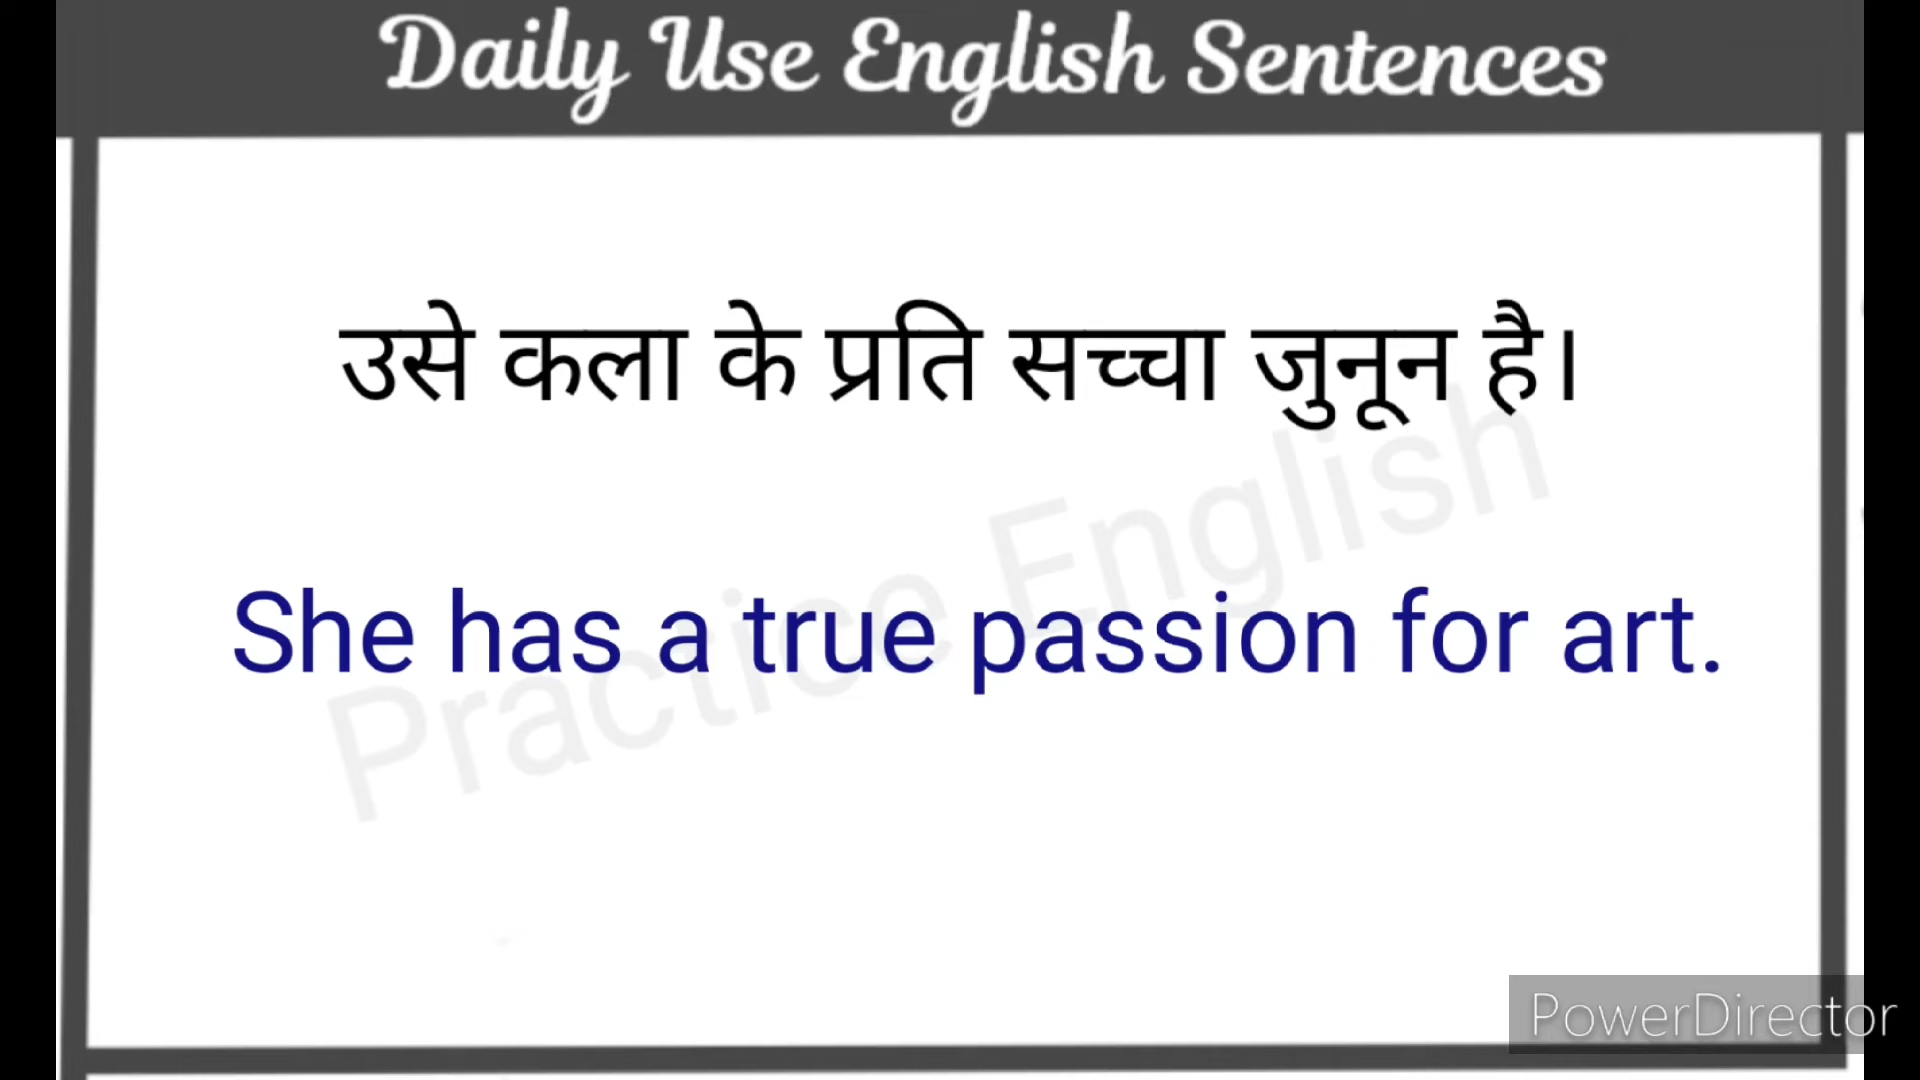 Daily Use English Sentences
उसे कला के प्रति सच्चा जुनून है।
She has a true passion for art.
Practice English
PowerDirector